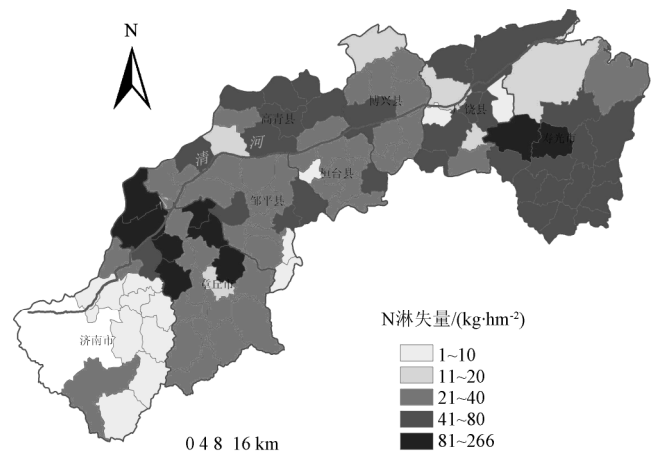 N
博兴县
高青县
饶县
寿光市
清
河
桓台县
邹平县
章丘市
济南市
N淋失量/(kg·hm⁻²)
1~10
11~20
21~40
41~80
81~266
0 4 8 16 km